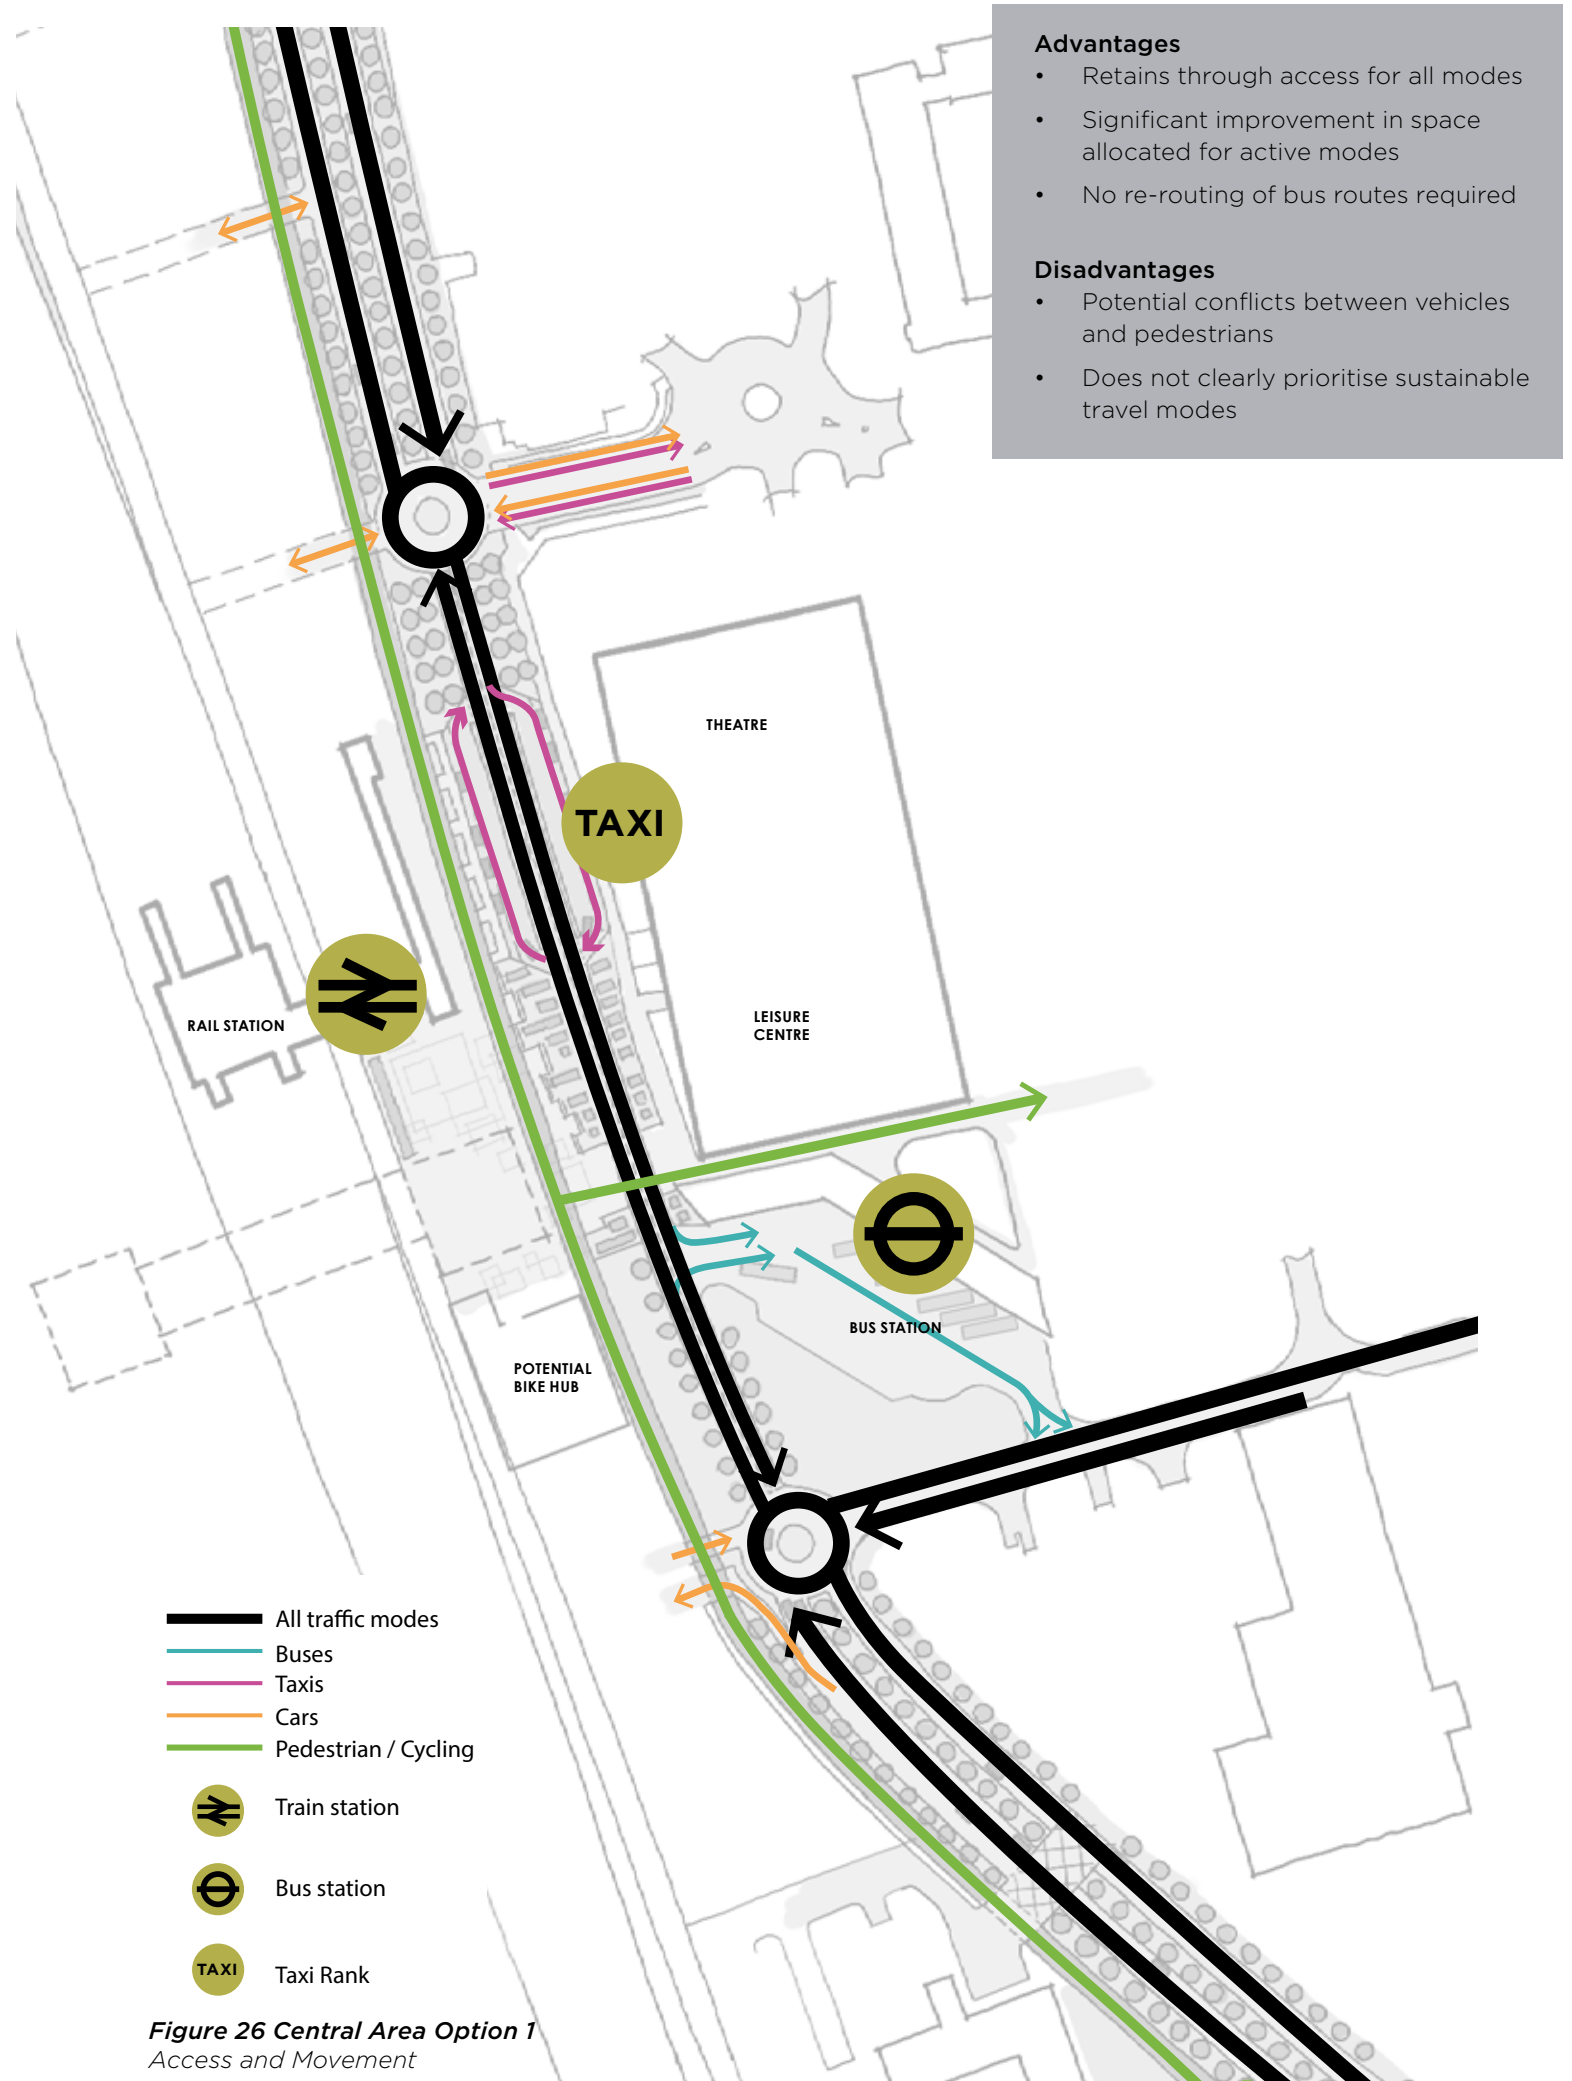 Advantages
• Retains through access for all modes
• Significant improvement in space
allocated for active modes
• No re-routing of bus routes required
Disadvantages
• Potential conflicts between vehicles
and pedestrians
• Does not clearly prioritise sustainable
travel modes
THEATRE
TAXI
RAIL STATION
LEISURE
CENTRE
BUS STATION
POTENTIAL
BIKE HUB
All traffic modes
Buses
Taxis
Cars
Pedestrian / Cycling
Train station
Bus station
TAXI Taxi Rank
Figure 26 Central Area Option 1
Access and Movement